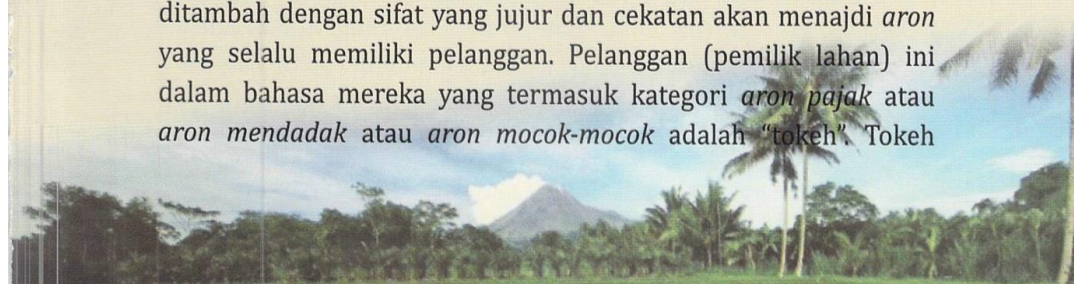 ditambah dengan sifat yang jujur dan cekatan akan menajdi aron
yang selalu memiliki pelanggan. Pelanggan (pemilik lahan) ini
dalam bahasa mereka yang termasuk kategori aron pajak atau
aron mendadak atau aron mocok-mocok adalah “tokeh”. Tokeh